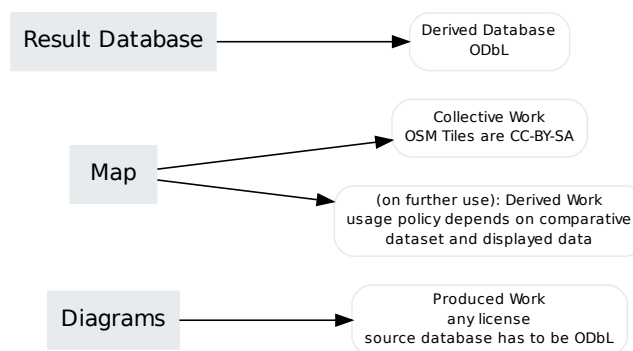 Result Database
Derived Database
ODbL
Map
Collective Work
OSM Tiles are CC-BY-SA
(on further use): Derived Work
usage policy depends on comparative
dataset and displayed data
Diagrams
Produced Work
any license
source database has to be ODbL